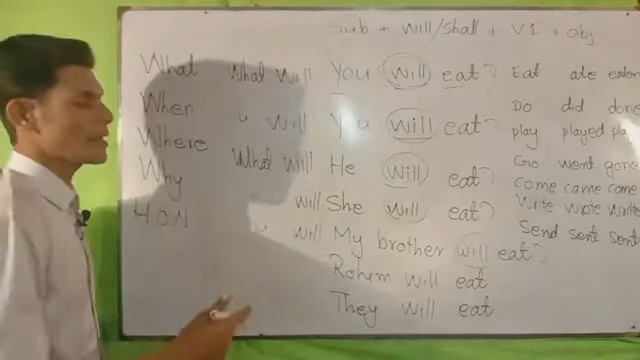 Sub + will/shall + V1 + Obj
What What will You will eat? Eat ate eaten
When " will You will eat? Do did done
play played pla
Where What will He will eat? Go went gone
Why Come came come
will She will eat? Write wrote Write
How " will My brother will eat? Send sent sent
Rohem will eat
They will eat